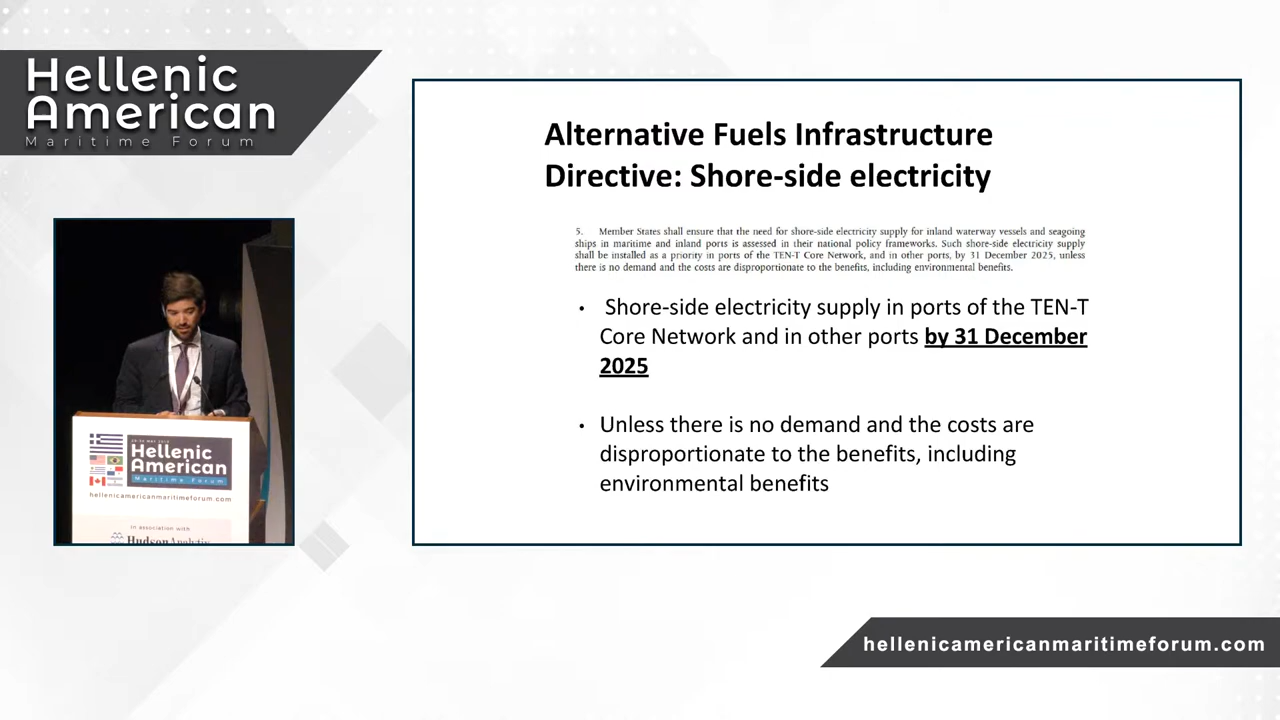 Hellenic
American
Maritime Forum
Alternative Fuels Infrastructure
Directive: Shore-side electricity
5. Member States shall ensure that the need for shore-side electricity supply for inland waterway vessels and seagoing
ships in maritime and inland ports is assessed in their national policy frameworks. Such shore-side electricity supply
shall be installed as a priority in ports of the TEN-T Core Network, and in other ports, by 31 December 2025, unless
there is no demand and the costs are disproportionate to the benefits, including environmental benefits.
• Shore-side electricity supply in ports of the TEN-T
Core Network and in other ports by 31 December
2025
• Unless there is no demand and the costs are
disproportionate to the benefits, including
environmental benefits
Hellenic
American
Maritime Forum
hellenicamericanmaritimeforum.com
In association with
HudsonAnalytix
hellenicamericanmaritimeforum.com